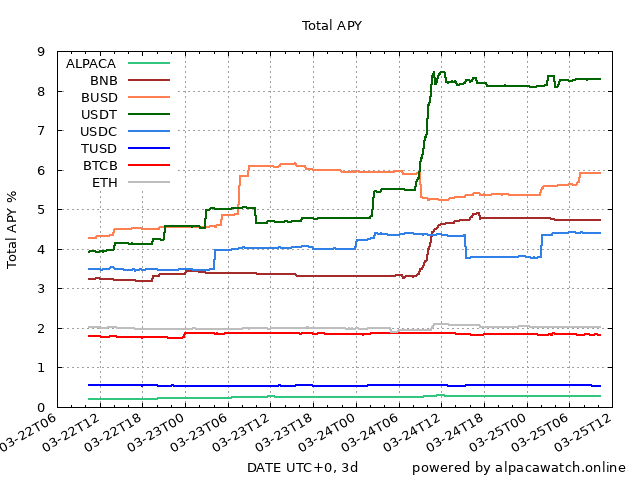 Total APY
Total APY %
9
8
7
6
5
4
3
2
1
0
ALPACA
BNB
BUSD
USDT
USDC
TUSD
BTCB
ETH
03-22T06
03-22T12
03-22T18
03-23T00
03-23T06
03-23T12
03-23T18
03-24T00
03-24T06
03-24T12
03-24T18
03-25T00
03-25T06
03-25T12
DATE UTC+0, 3d
powered by alpacawatch.online